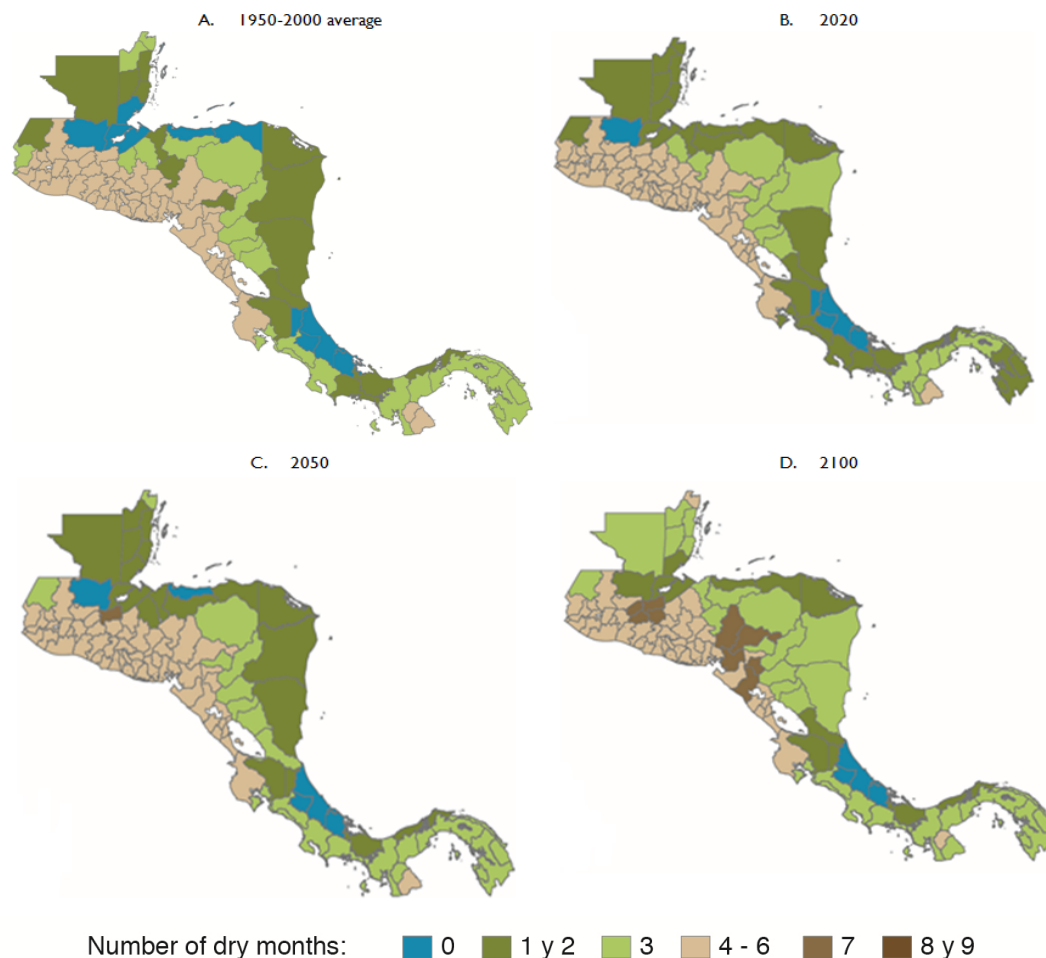 A. 1950-2000 average
B. 2020
C. 2050
D. 2100
Number of dry months: 0 1 y 2 3 4 - 6 7 8 y 9